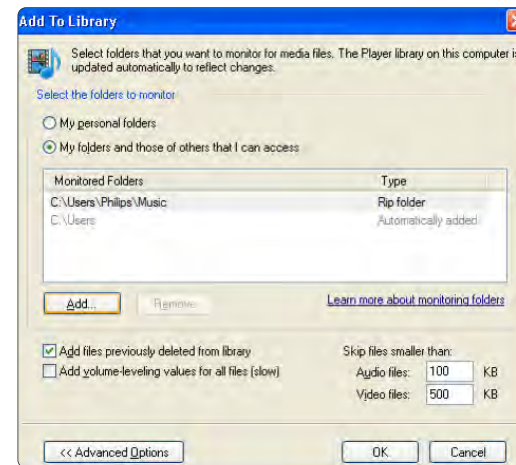 Add To Library
Select folders that you want to monitor for media files. The Player library on this computer is
updated automatically to reflect changes.
Select the folders to monitor
My personal folders
My folders and those of others that I can access
Monitored Folders Type
C:\Users\Philips\Music Rip folder
C:\Users Automatically added
Add... Remove Learn more about monitoring folders
Add files previously deleted from library Skip files smaller than:
Add volume-leveling values for all files (slow) Audio files: 100 KB
Video files: 500 KB
<< Advanced Options OK Cancel